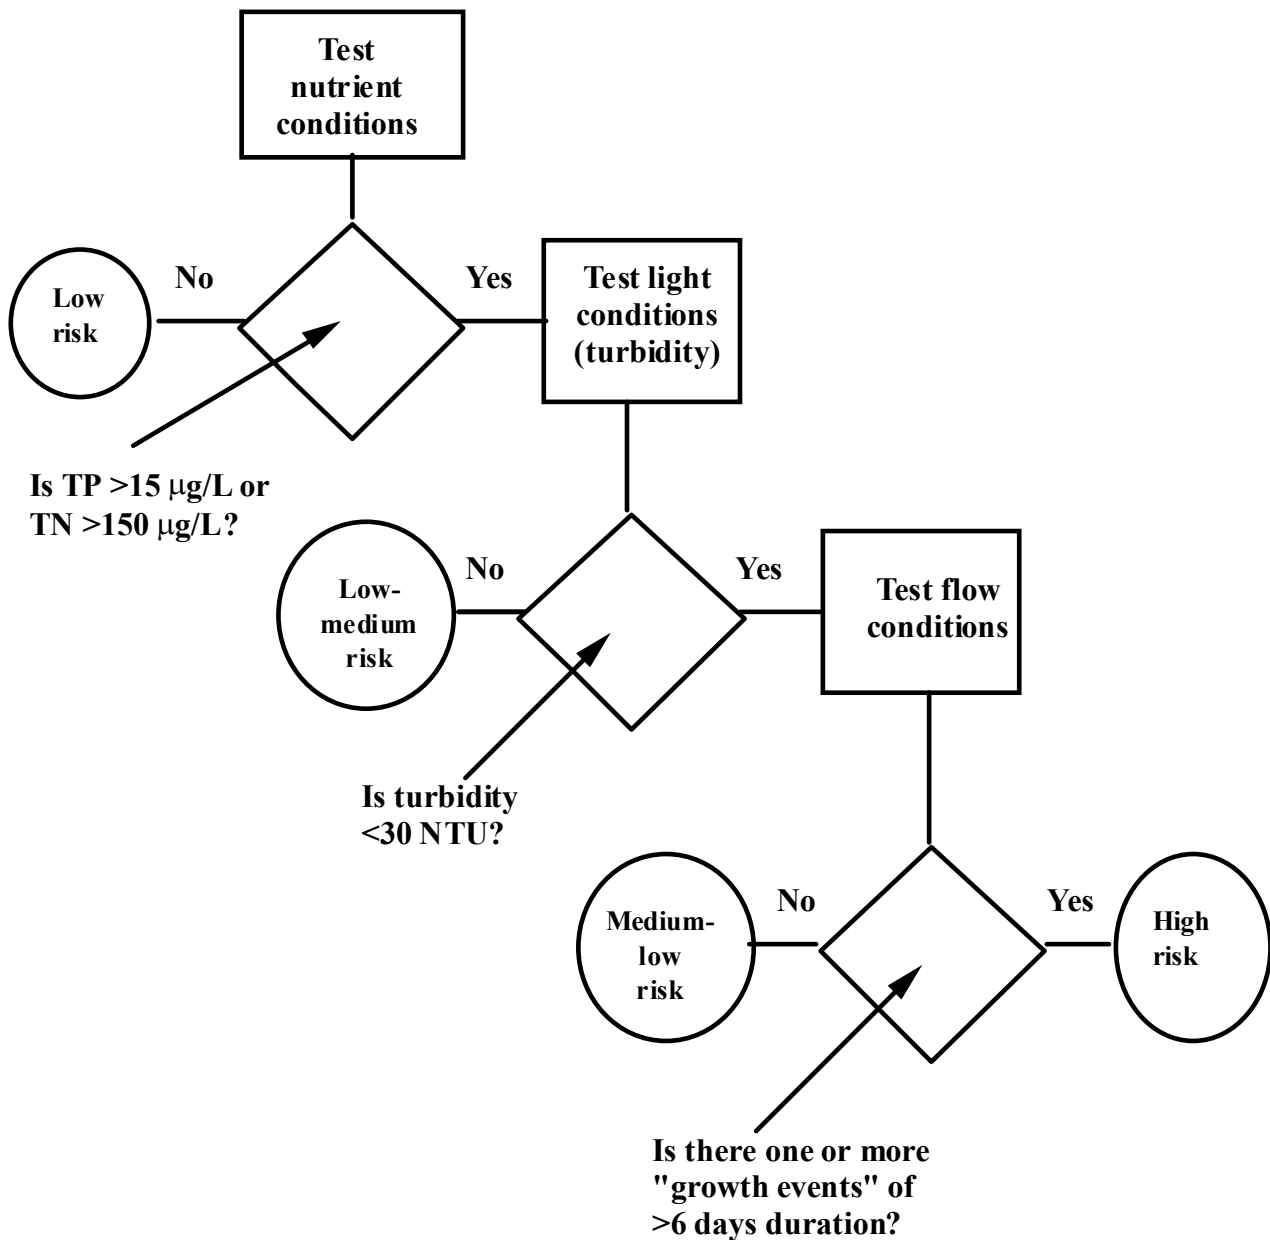 Test
nutrient
conditions
No
Yes
Low
risk
Test light
conditions
(turbidity)
Is TP >15 μg/L or
TN >150 μg/L?
No
Yes
Low-
medium
risk
Test flow
conditions
Is turbidity
<30 NTU?
No
Yes
Medium-
low
risk
High
risk
Is there one or more
"growth events" of
>6 days duration?